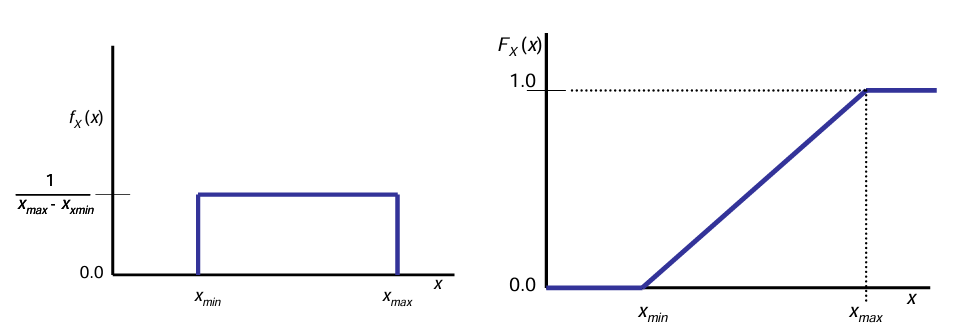 f_X(x)
1
x_max - x_xmin
0.0
x_min
x_max
x
F_X(x)
1.0
0.0
x_min
x_max
x